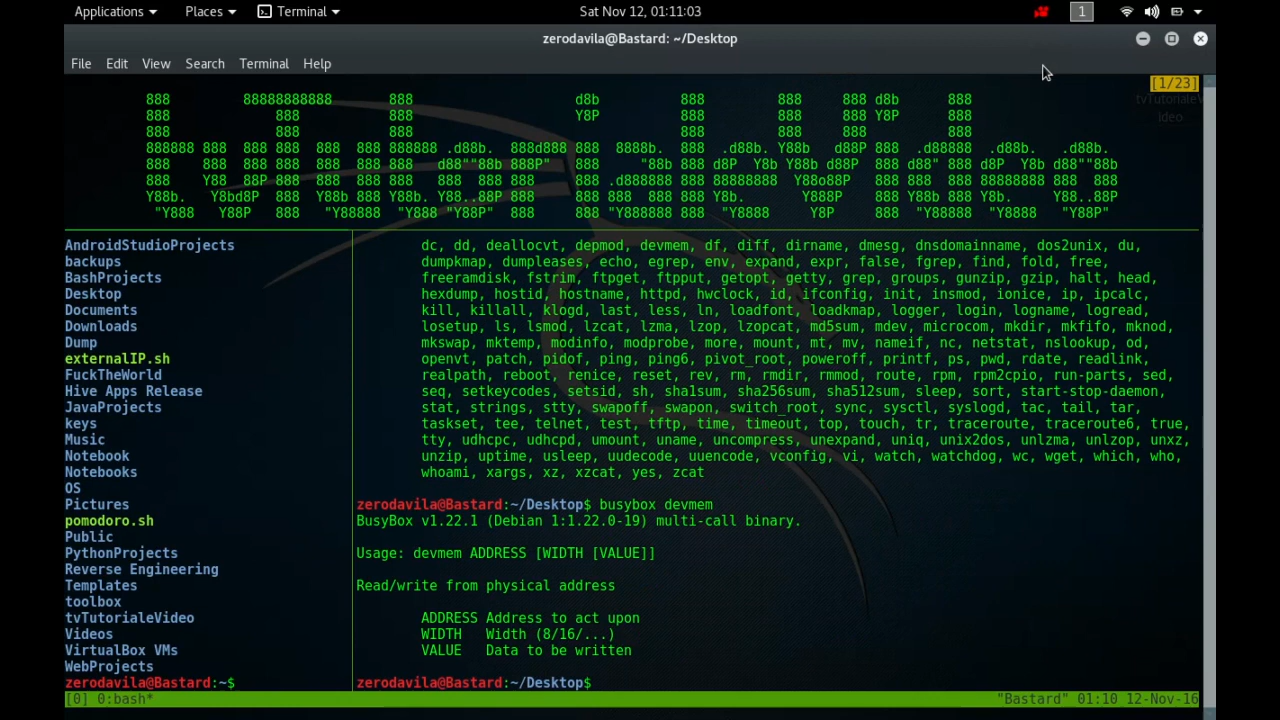 Applications Places Terminal Sat Nov 12, 01:11:03 1
zerodavila@Bastard: ~/Desktop
File Edit View Search Terminal Help
[1/23]
tvTutorialeVideo
AndroidStudioProjects
backups
BashProjects
Desktop
Documents
Downloads
Dump
externalIP.sh
FuckTheWorld
Hive Apps Release
JavaProjects
keys
Music
Notebook
Notebooks
OS
Pictures
pomodoro.sh
Public
PythonProjects
Reverse Engineering
Templates
toolbox
tvTutorialeVideo
Videos
VirtualBox VMs
WebProjects
zerodavila@Bastard:~$
dc, dd, deallocvt, depmod, devmem, df, diff, dirname, dmesg, dnsdomainname, dos2unix, du,
dumpkmap, dumpleases, echo, egrep, env, expand, expr, false, fgrep, find, fold, free,
freeramdisk, fstrim, ftpget, ftpput, getopt, getty, grep, groups, gunzip, gzip, halt, head,
hexdump, hostid, hostname, httpd, hwclock, id, ifconfig, init, insmod, ionice, ip, ipcalc,
kill, killall, klogd, last, less, ln, loadfont, loadkmap, logger, login, logname, logread,
losetup, ls, lsmod, lzcat, lzma, lzop, lzopcat, md5sum, mdev, microcom, mkdir, mkfifo, mknod,
mkswap, mktemp, modinfo, modprobe, more, mount, mt, mv, nameif, nc, netstat, nslookup, od,
openvt, patch, pidof, ping, ping6, pivot_root, poweroff, printf, ps, pwd, rdate, readlink,
realpath, reboot, renice, reset, rev, rm, rmdir, rmmod, route, rpm, rpm2cpio, run-parts, sed,
seq, setkeycodes, setsid, sh, sha1sum, sha256sum, sha512sum, sleep, sort, start-stop-daemon,
stat, strings, stty, swapoff, swapon, switch_root, sync, sysctl, syslogd, tac, tail, tar,
taskset, tee, telnet, test, tftp, time, timeout, top, touch, tr, traceroute, traceroute6, true,
tty, udhcpc, udhcpd, umount, uname, uncompress, unexpand, uniq, unix2dos, unlzma, unlzop, unxz,
unzip, uptime, usleep, uudecode, uuencode, vconfig, vi, watch, watchdog, wc, wget, which, who,
whoami, xargs, xz, xzcat, yes, zcat
zerodavila@Bastard:~/Desktop$ busybox devmem
BusyBox v1.22.1 (Debian 1:1.22.0-19) multi-call binary.
Usage: devmem ADDRESS [WIDTH [VALUE]]
Read/write from physical address
ADDRESS Address to act upon
WIDTH Width (8/16/...)
VALUE Data to be written
zerodavila@Bastard:~/Desktop$
[0] 0:bash* "Bastard" 01:10 12-Nov-16